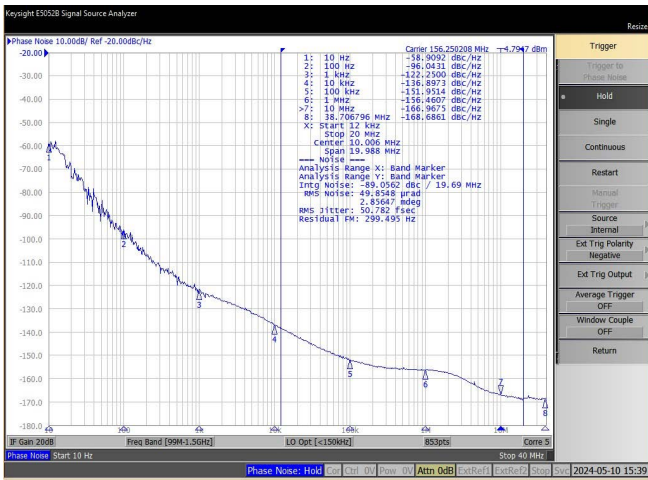 Keysight E5052B Signal Source Analyzer
Resize
▶Phase Noise 10.00dB/ Ref -20.00dBc/Hz
Carrier 156.250208 MHz
dBm
-20.00
-30.00
-40.00
-50.00
-60.00
-70.00
-80.00
-90.00
-100.0
-110.0
-120.0
-130.0
-140.0
-150.0
-160.0
-170.0
-180.0
1: 10 Hz -58.9092 dBc/Hz
2: 100 Hz -96.0431 dBc/Hz
3: 1 kHz -122.2500 dBc/Hz
4: 10 kHz -136.8973 dBc/Hz
5: 100 kHz -151.9514 dBc/Hz
6: 1 MHz -156.4607 dBc/Hz
>7: 10 MHz -166.9675 dBc/Hz
8: 38.706796 MHz -168.6861 dBc/Hz
X: Start 12 kHz
Stop 20 MHz
Center 10.006 MHz
Span 19.988 MHz
=== Noise ===
Analysis Range X: Band Marker
Analysis Range Y: Band Marker
Intg Noise: -89.0562 dBc / 19.69 MHz
RMS Noise: 49.8548 µrad
2.85647 mdeg
RMS Jitter: 50.782 fsec
Residual FM: 299.495 Hz
1
2
3
4
5
6
7
8
IF Gain 20dB
Freq Band [99M-1.5GHz]
LO Opt [<150kHz]
853pts
Corre 5
Phase Noise Start 10 Hz
Stop 40 MHz
Phase Noise: Hold Cor Ctrl 0V Pow 0V Attn 0dB ExtRef1 ExtRef2 Stop Svc 2024-05-10 15:39
Trigger
Trigger to
Phase Noise
Hold
Single
Continuous
Restart
Manual
Trigger
Source
Internal
Ext Trig Polarity
Negative
Ext Trig Output
Average Trigger
OFF
Window Couple
OFF
Return